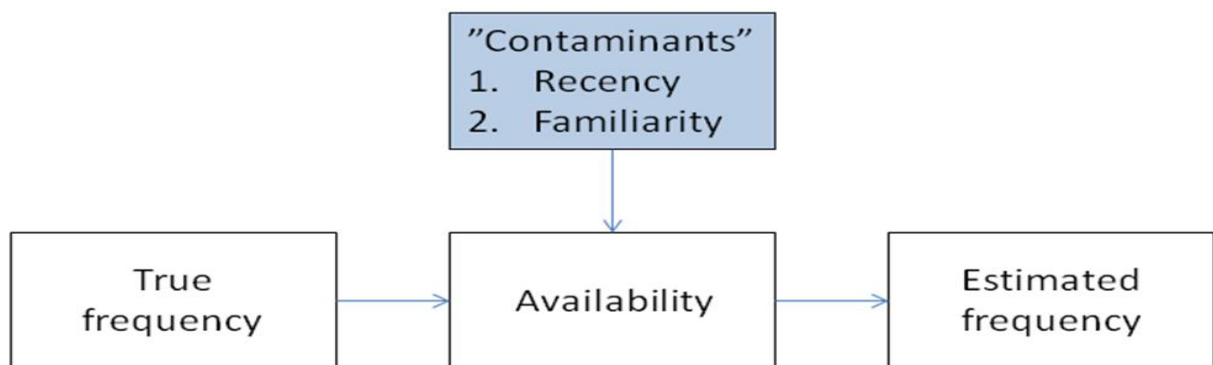 ”Contaminants”
1. Recency
2. Familiarity
True
frequency
Availability
Estimated
frequency